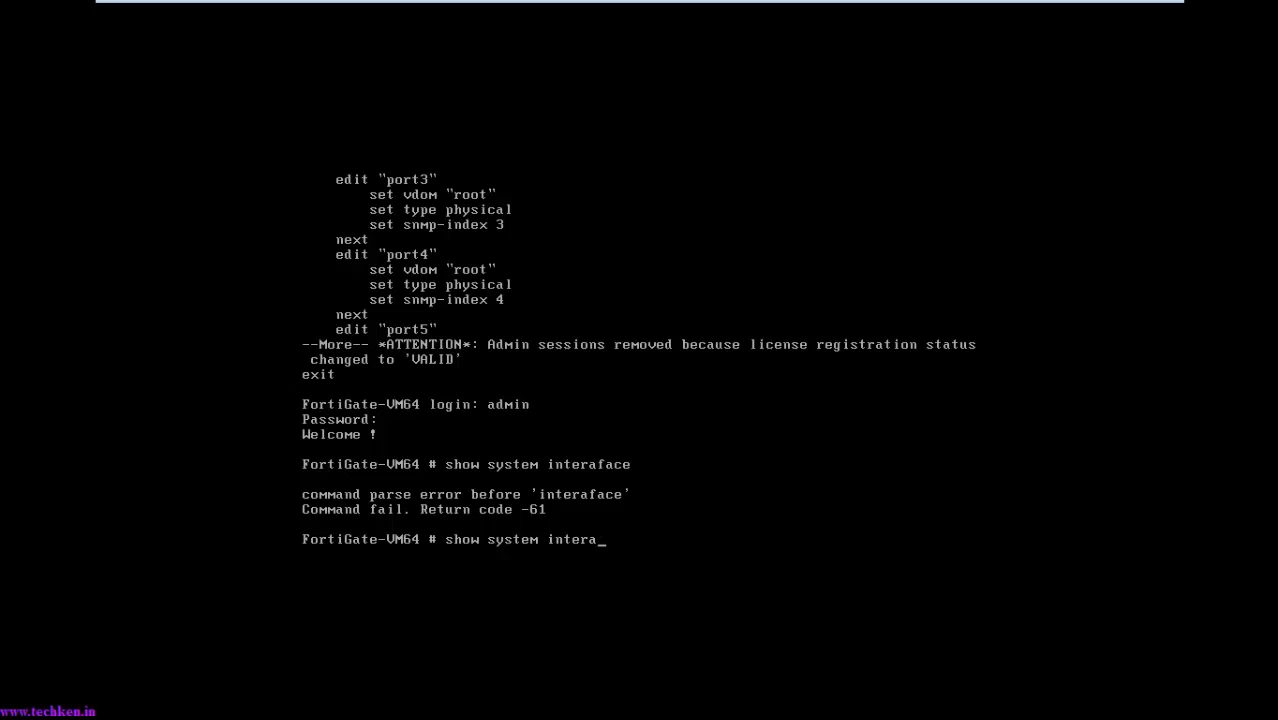 edit "port3"
set vdom "root"
set type physical
set snmp-index 3
next
edit "port4"
set vdom "root"
set type physical
set snmp-index 4
next
edit "port5"
--More-- *ATTENTION*: Admin sessions removed because license registration status
changed to 'VALID'
exit
FortiGate-VM64 login: admin
Password:
Welcome !
FortiGate-VM64 # show system interaface
command parse error before 'interaface'
Command fail. Return code -61
FortiGate-VM64 # show system intera_
www.techken.in